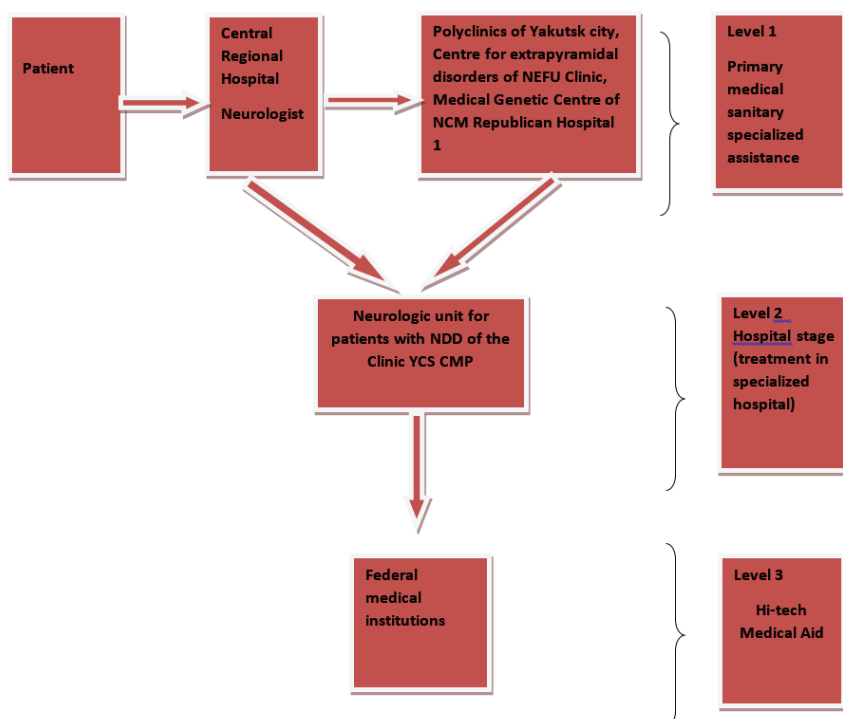 Patient
Central
Regional
Hospital
Neurologist
Polyclinics of Yakutsk city,
Centre for extrapyramidal
disorders of NEFU Clinic,
Medical Genetic Centre of
NCM Republican Hospital
1
Level 1
Primary
medical
sanitary
specialized
assistance
Neurologic unit for
patients with NDD of the
Clinic YCS CMP
Level 2
Hospital stage
(treatment in
specialized
hospital)
Federal
medical
institutions
Level 3
Hi-tech
Medical Aid